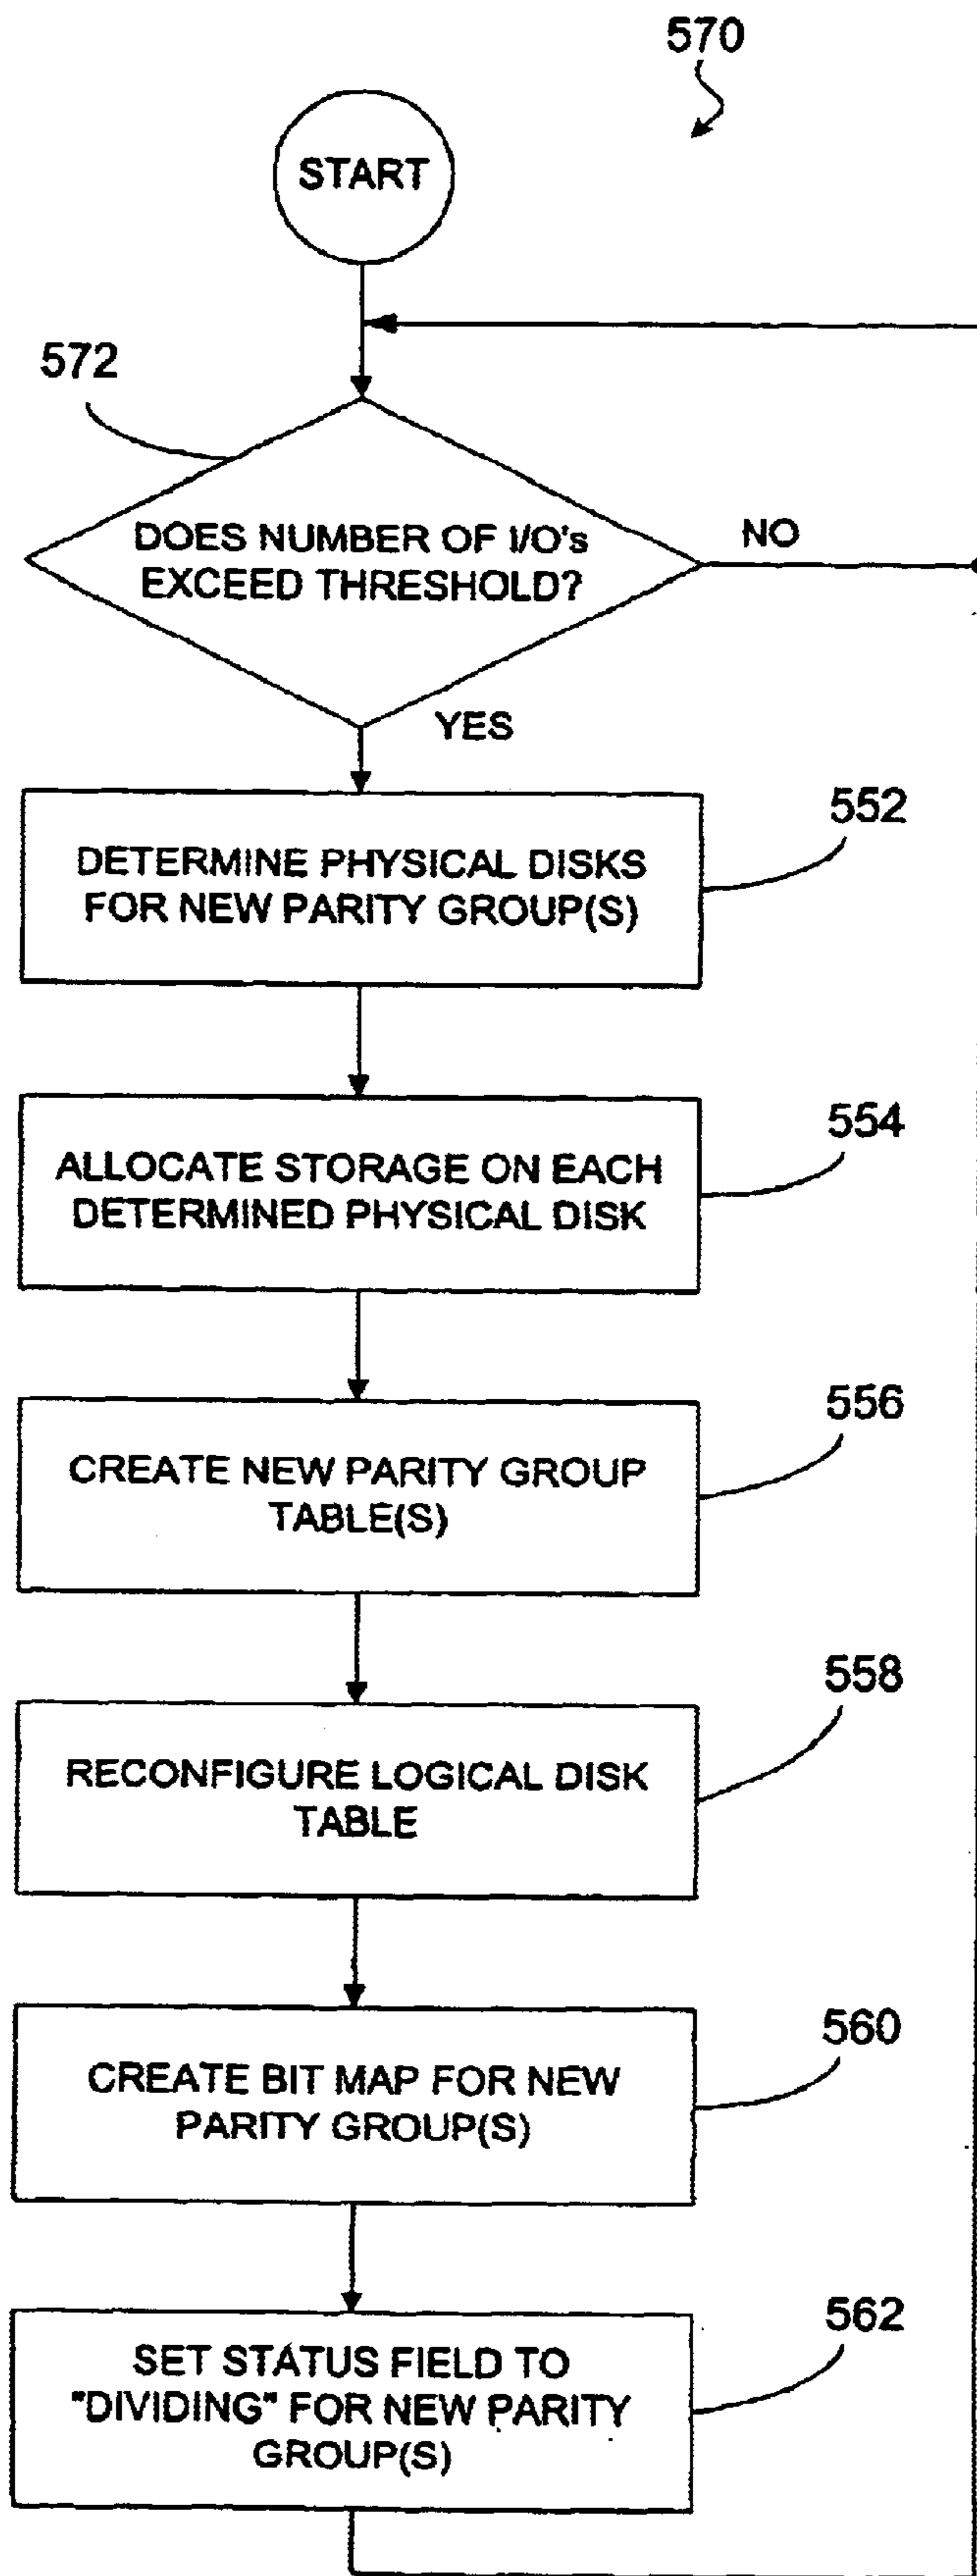 570
START
572
DOES NUMBER OF I/O's
EXCEED THRESHOLD?
NO
YES
552
DETERMINE PHYSICAL DISKS
FOR NEW PARITY GROUP(S)
554
ALLOCATE STORAGE ON EACH
DETERMINED PHYSICAL DISK
556
CREATE NEW PARITY GROUP
TABLE(S)
558
RECONFIGURE LOGICAL DISK
TABLE
560
CREATE BIT MAP FOR NEW
PARITY GROUP(S)
562
SET STATUS FIELD TO
"DIVIDING" FOR NEW PARITY
GROUP(S)